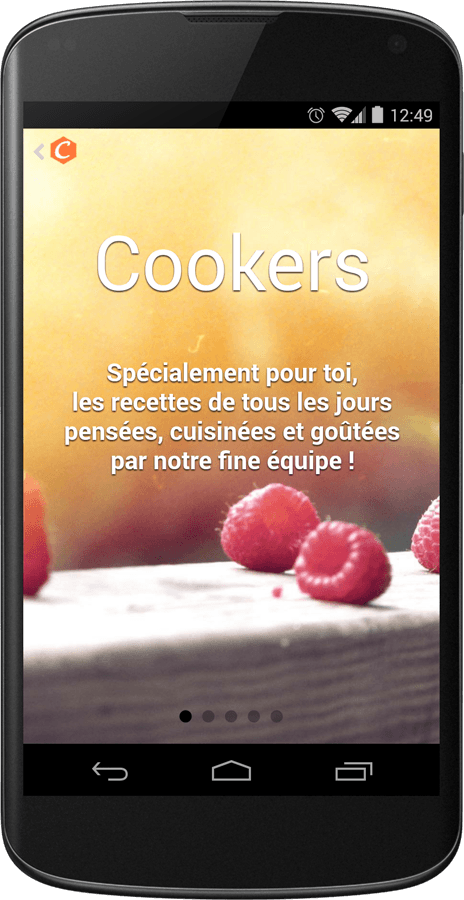 12:49
C
Cookers
Spécialement pour toi,
les recettes de tous les jours
pensées, cuisinées et goûtées
par notre fine équipe !